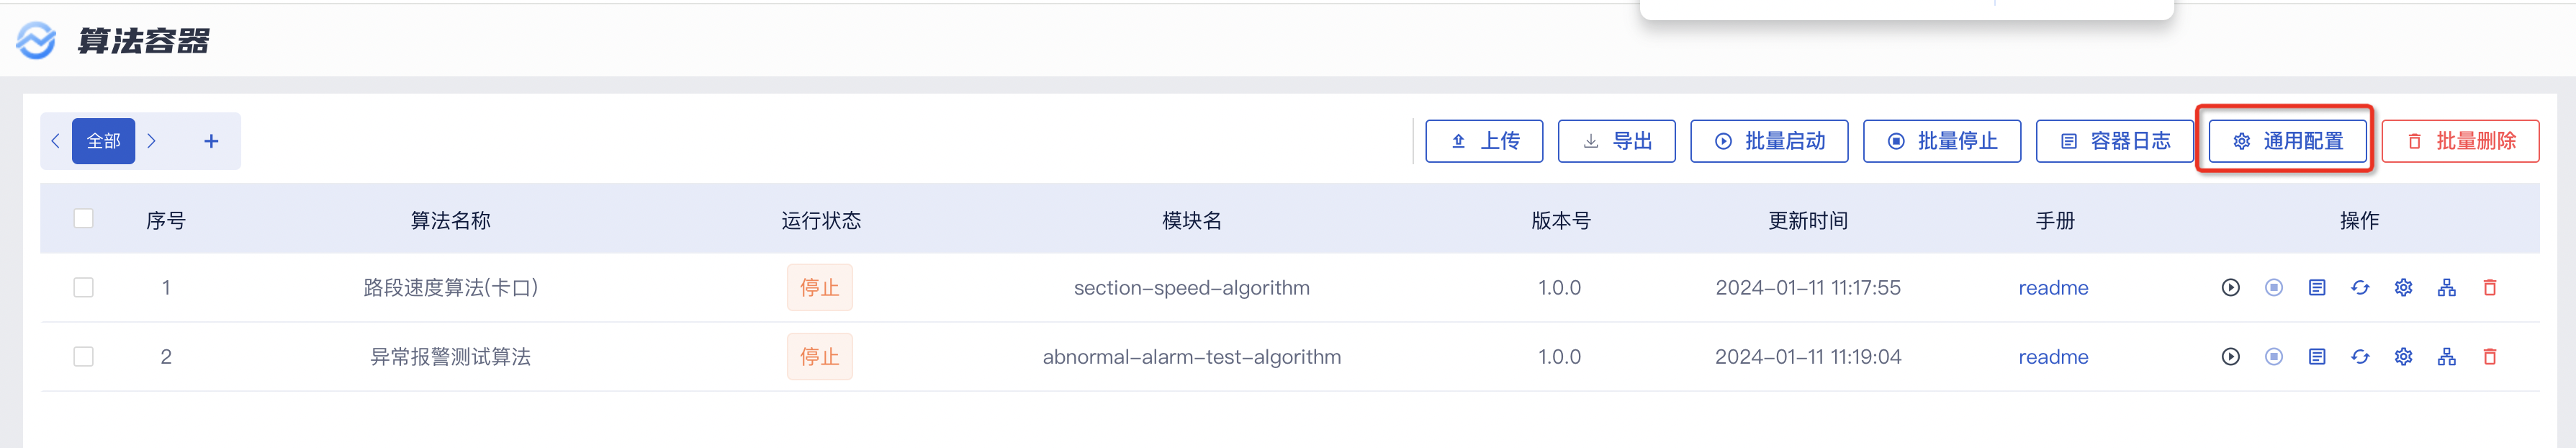 算法容器
全部 + 上传 导出 批量启动 批量停止 容器日志 通用配置 批量删除
序号 算法名称 运行状态 模块名 版本号 更新时间 手册 操作
1 路段速度算法(卡口) 停止 section-speed-algorithm 1.0.0 2024-01-11 11:17:55 readme
2 异常报警测试算法 停止 abnormal-alarm-test-algorithm 1.0.0 2024-01-11 11:19:04 readme